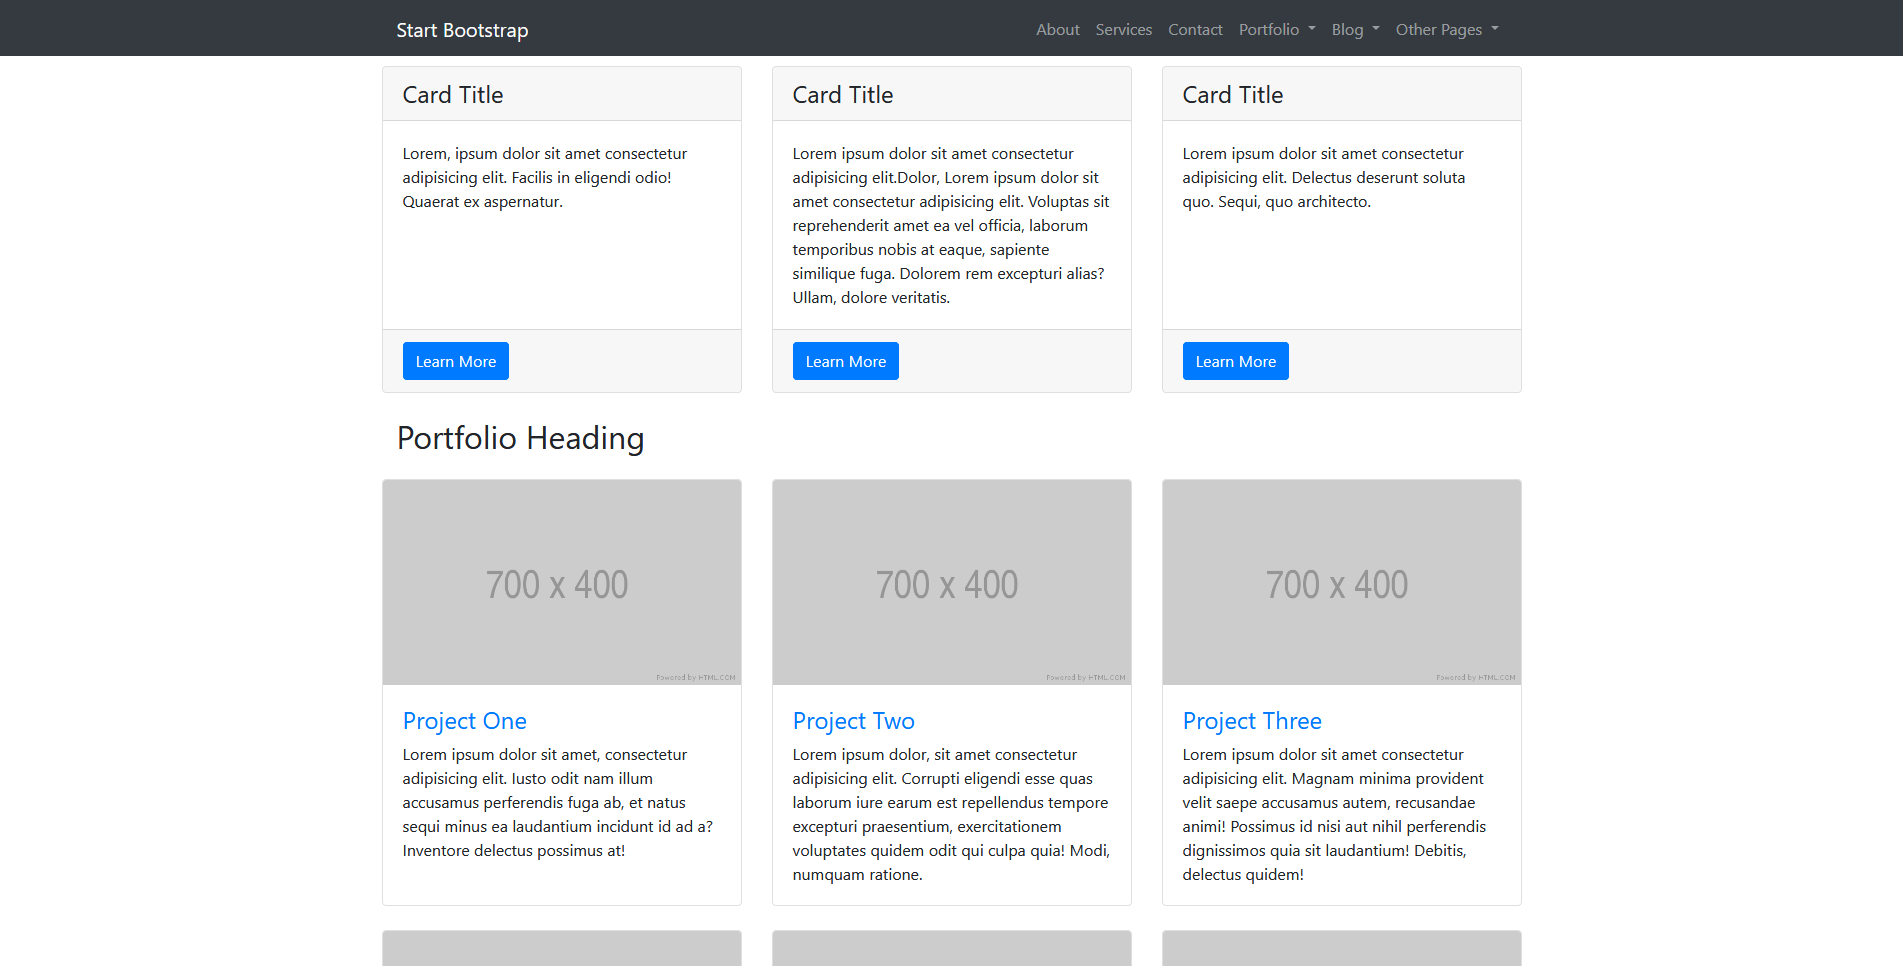 Start Bootstrap
About Services Contact Portfolio Blog Other Pages
Card Title
Lorem, ipsum dolor sit amet consectetur
adipisicing elit. Facilis in eligendi odio!
Quaerat ex aspernatur.
Learn More
Card Title
Lorem ipsum dolor sit amet consectetur
adipisicing elit.Dolor, Lorem ipsum dolor sit
amet consectetur adipisicing elit. Voluptas sit
reprehenderit amet ea vel officia, laborum
temporibus nobis at eaque, sapiente
similique fuga. Dolorem rem excepturi alias?
Ullam, dolore veritatis.
Learn More
Card Title
Lorem ipsum dolor sit amet consectetur
adipisicing elit. Delectus deserunt soluta
quo. Sequi, quo architecto.
Learn More
Portfolio Heading
700 x 400
Powered by HTML.COM
Project One
Lorem ipsum dolor sit amet, consectetur
adipisicing elit. Iusto odit nam illum
accusamus perferendis fuga ab, et natus
sequi minus ea laudantium incidunt id ad a?
Inventore delectus possimus at!
700 x 400
Powered by HTML.COM
Project Two
Lorem ipsum dolor, sit amet consectetur
adipisicing elit. Corrupti eligendi esse quas
laborum iure earum est repellendus tempore
excepturi praesentium, exercitationem
voluptates quidem odit qui culpa quia! Modi,
numquam ratione.
700 x 400
Powered by HTML.COM
Project Three
Lorem ipsum dolor sit amet consectetur
adipisicing elit. Magnam minima provident
velit saepe accusamus autem, recusandae
animi! Possimus id nisi aut nihil perferendis
dignissimos quia sit laudantium! Debitis,
delectus quidem!